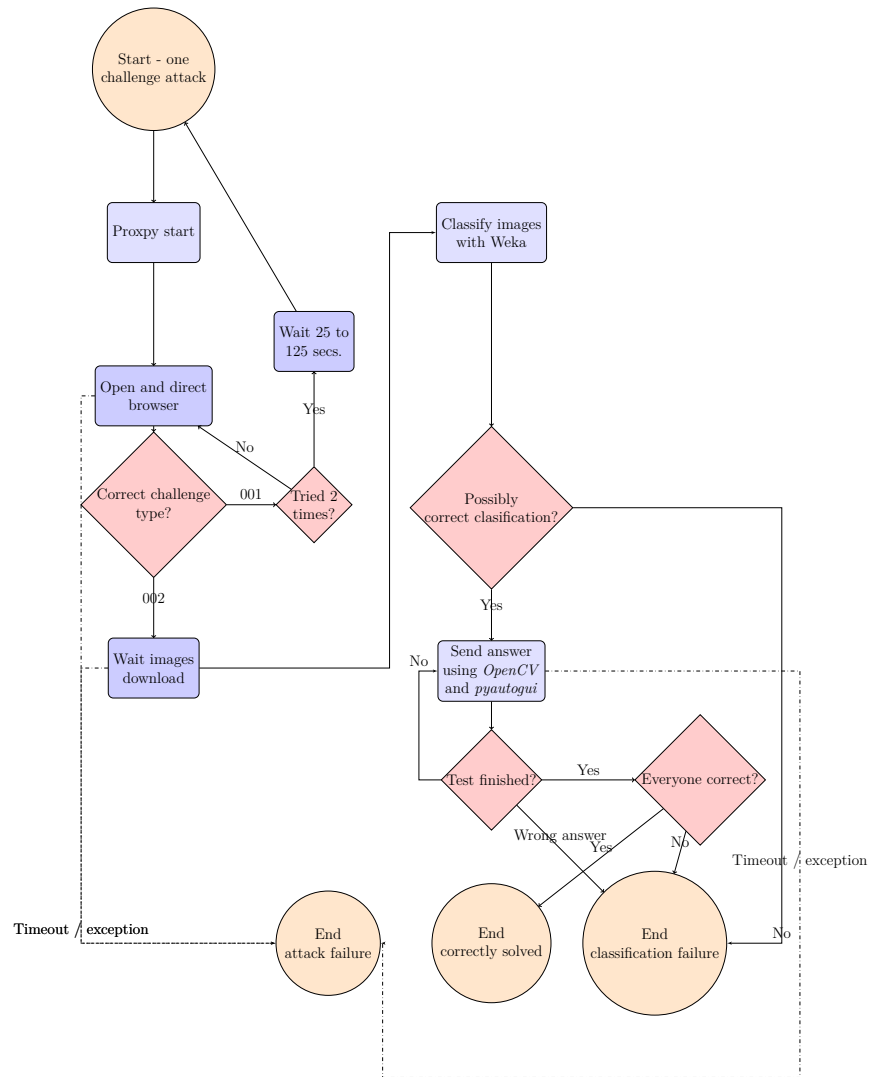 Start - one
challenge attack
Proxpy start
Classify images
with Weka
Wait 25 to
125 secs.
Open and direct
browser
Yes
No
Correct challenge
type?
001
Tried 2
times?
Possibly
correct clasification?
002
Yes
Wait images
download
No
Send answer
using OpenCV
and pyautogui
Test finished?
Yes
Everyone correct?
Wrong answer
Yes
No
Timeout / exception
Timeout / exception
End
attack failure
End
correctly solved
End
classification failure
No